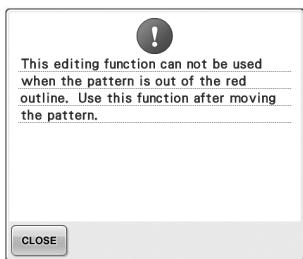 This editing function can not be used
when the pattern is out of the red
outline. Use this function after moving
the pattern.
CLOSE